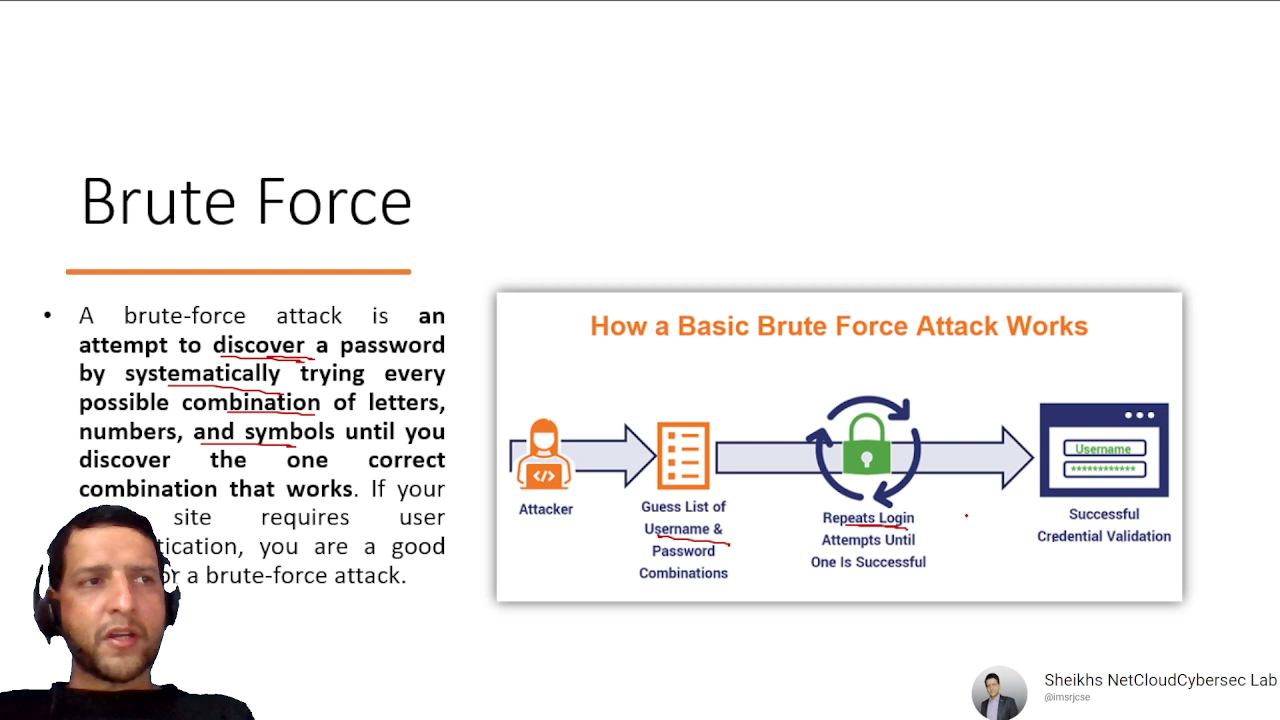 Brute Force
• A brute-force attack is an
attempt to discover a password
by systematically trying every
possible combination of letters,
numbers, and symbols until you
discover the one correct
combination that works. If your
site requires user
you are a good
a brute-force attack.
How a Basic Brute Force Attack Works
Attacker
</>
Guess List of
Username &
Password
Combinations
Repeats Login
Attempts Until
One Is Successful
Username
************
Successful
Credential Validation
Sheikhs NetCloudCybersec Lab
@imsrjcse